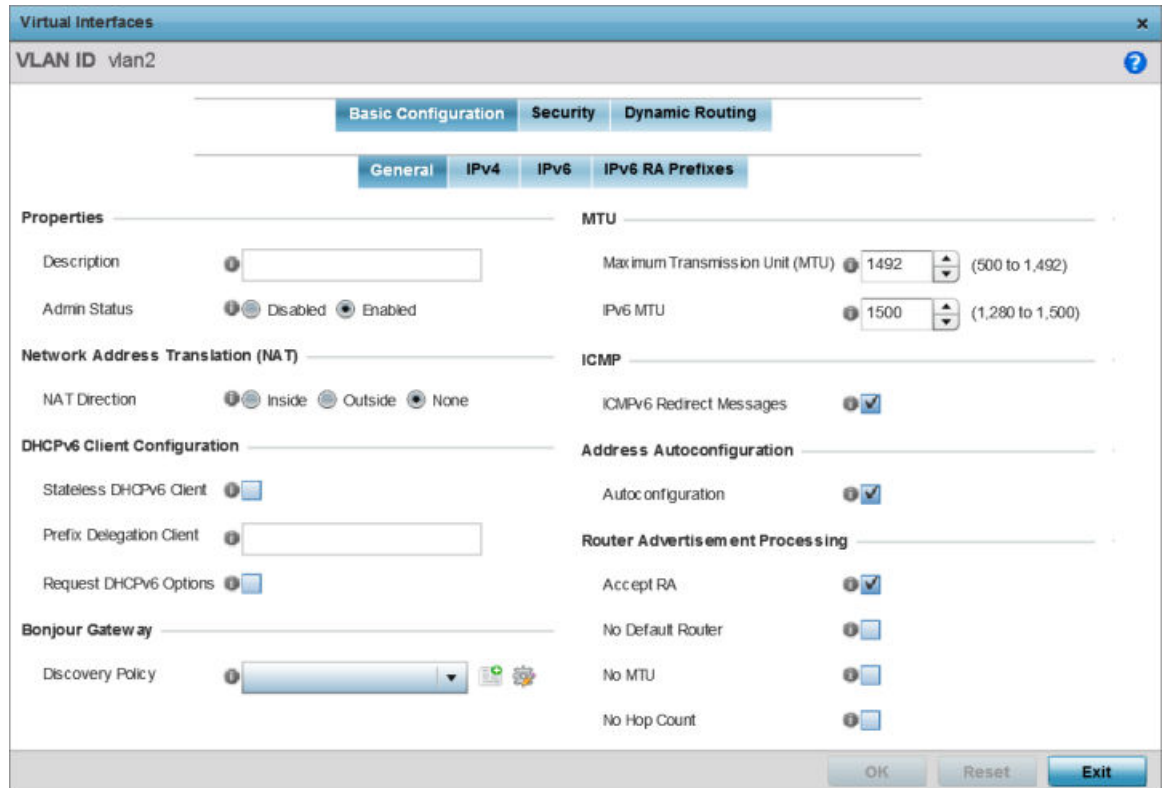 Virtual Interfaces
VLAN ID vlan2
Basic Configuration Security Dynamic Routing
General IPv4 IPv6 IPv6 RA Prefixes
Properties
Description
Admin Status Disabled Enabled
Network Address Translation (NAT)
NAT Direction Inside Outside None
DHCPv6 Client Configuration
Stateless DHCPv6 Client
Prefix Delegation Client
Request DHCPv6 Options
Bonjour Gateway
Discovery Policy
MTU
Maximum Transmission Unit (MTU) 1492 (500 to 1,492)
IPv6 MTU 1500 (1,280 to 1,500)
ICMP
ICMPv6 Redirect Messages
Address Autoconfiguration
Autoconfiguration
Router Advertisement Processing
Accept RA
No Default Router
No MTU
No Hop Count
OK Reset Exit